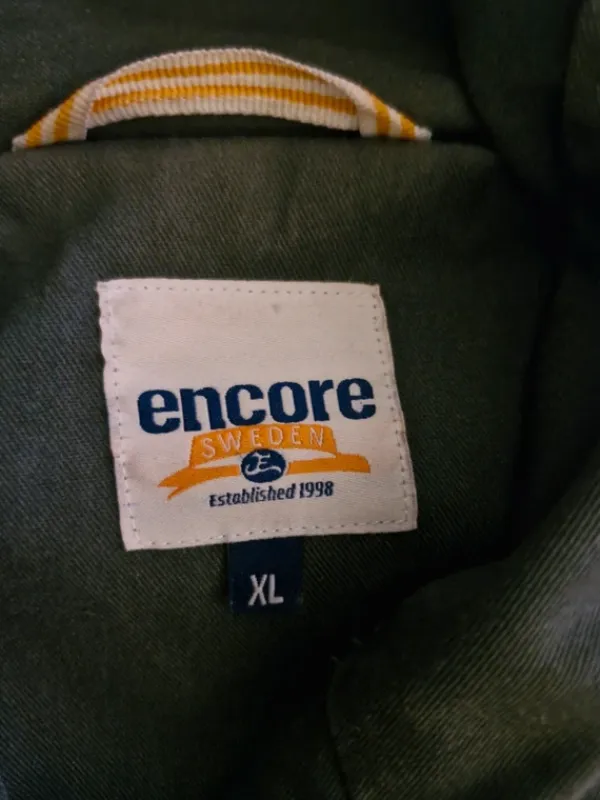 encore
SWEDEN
E
Established 1998
XL